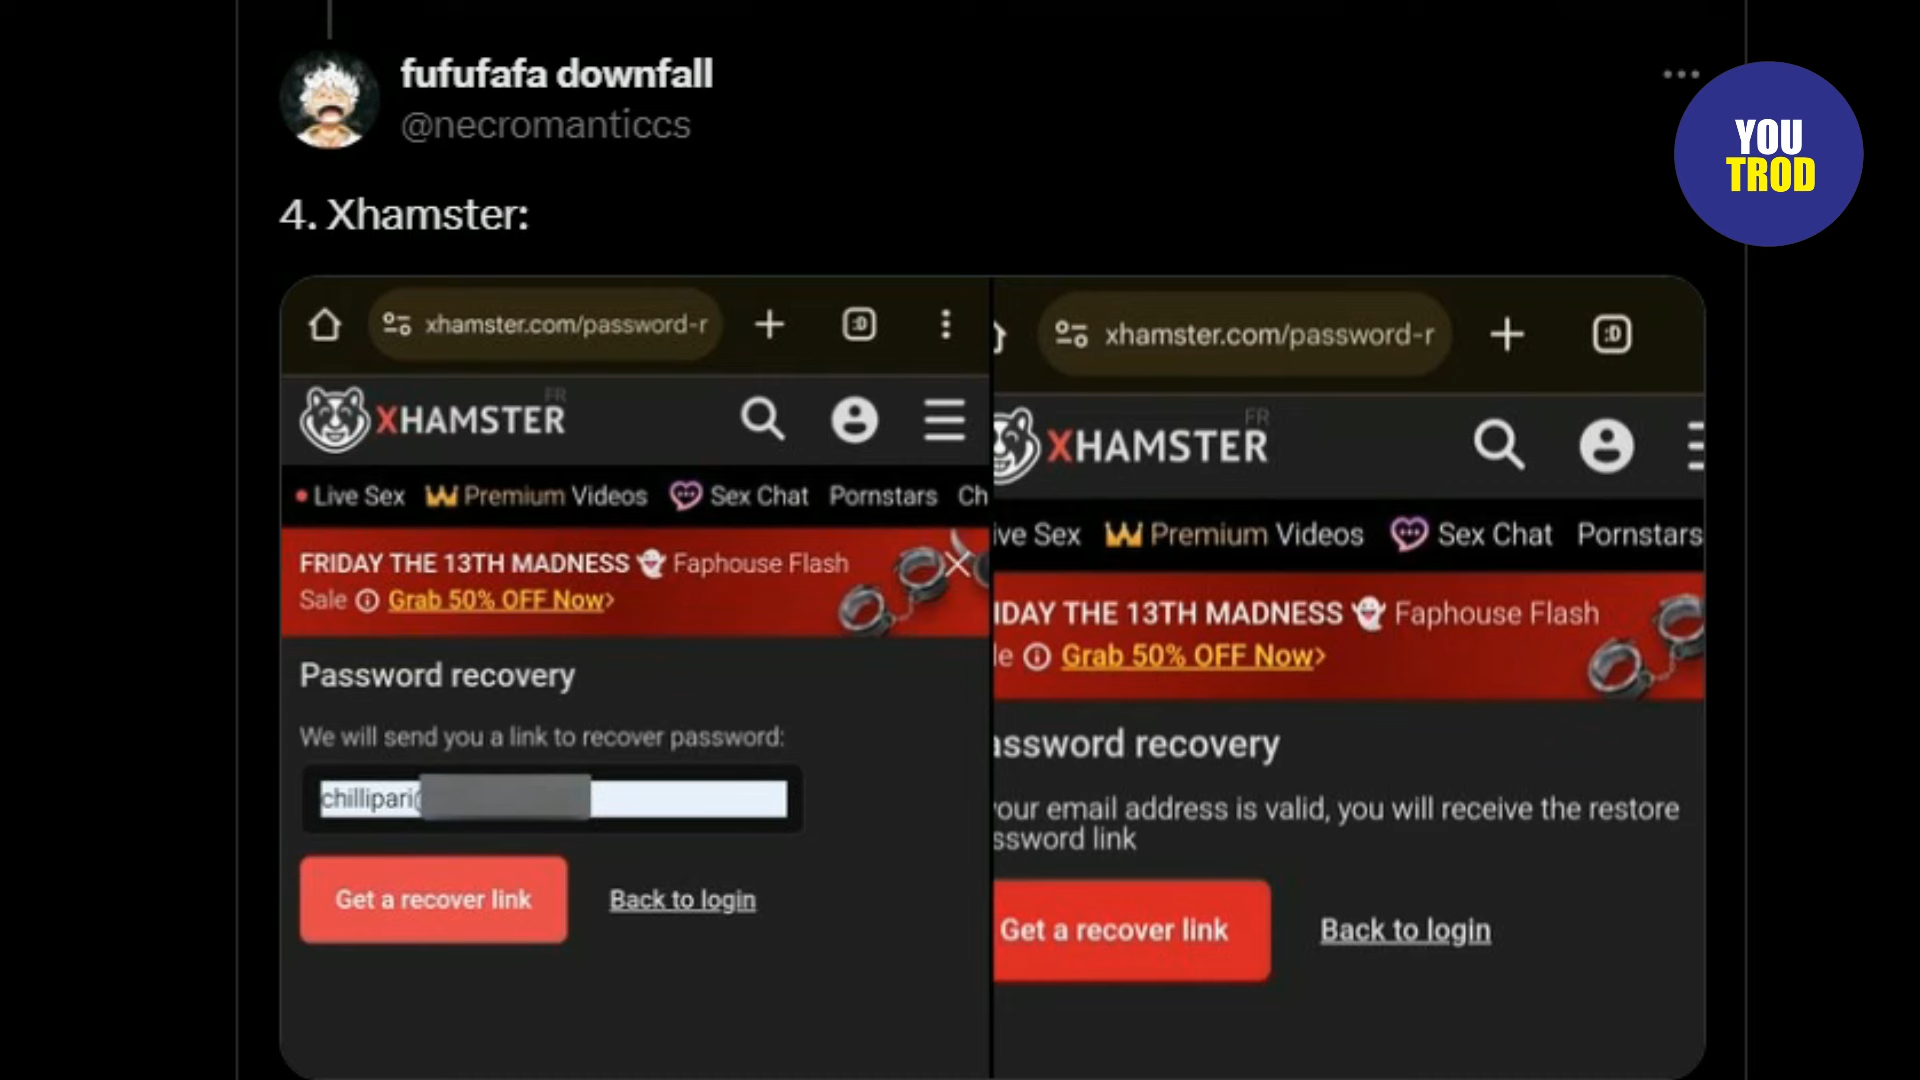 fufufafa downfall
@necromanticcs
YOU
TROD
4. Xhamster:
xhamster.com/password-r
:D
XHAMSTER FR
Live Sex Premium Videos Sex Chat Pornstars Ch
FRIDAY THE 13TH MADNESS 👻 Faphouse Flash
Sale Grab 50% OFF Now>
Password recovery
We will send you a link to recover password:
chillipari@
Get a recover link Back to login
xhamster.com/password-r
:D
XHAMSTER FR
ive Sex Premium Videos Sex Chat Pornstars
IDAY THE 13TH MADNESS 👻 Faphouse Flash
le Grab 50% OFF Now>
assword recovery
our email address is valid, you will receive the restore
ssword link
Get a recover link Back to login